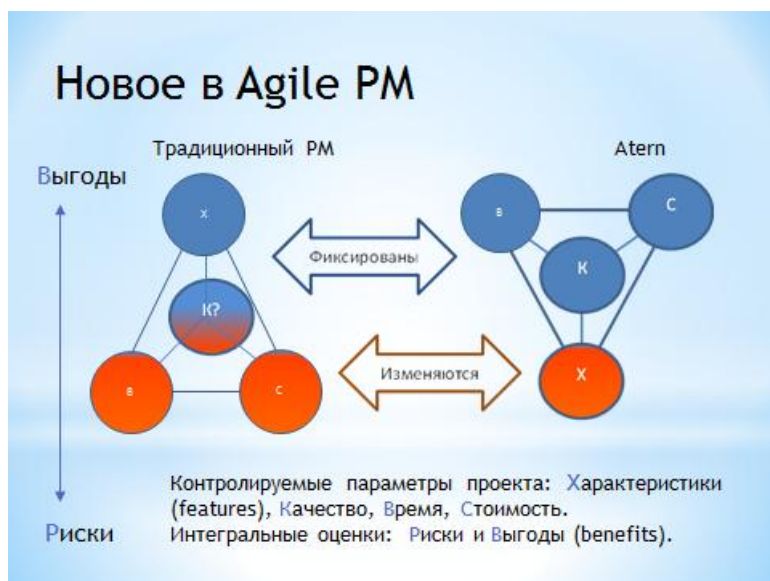 Новое в Agile PM
Традиционный PM
Atern
Выгоды
Х
В
С
Фиксированы
К
К?
Изменяются
Х
В
С
Контролируемые параметры проекта: Характеристики
(features), Качество, Время, Стоимость.
Риски
Интегральные оценки: Риски и Выгоды (benefits).